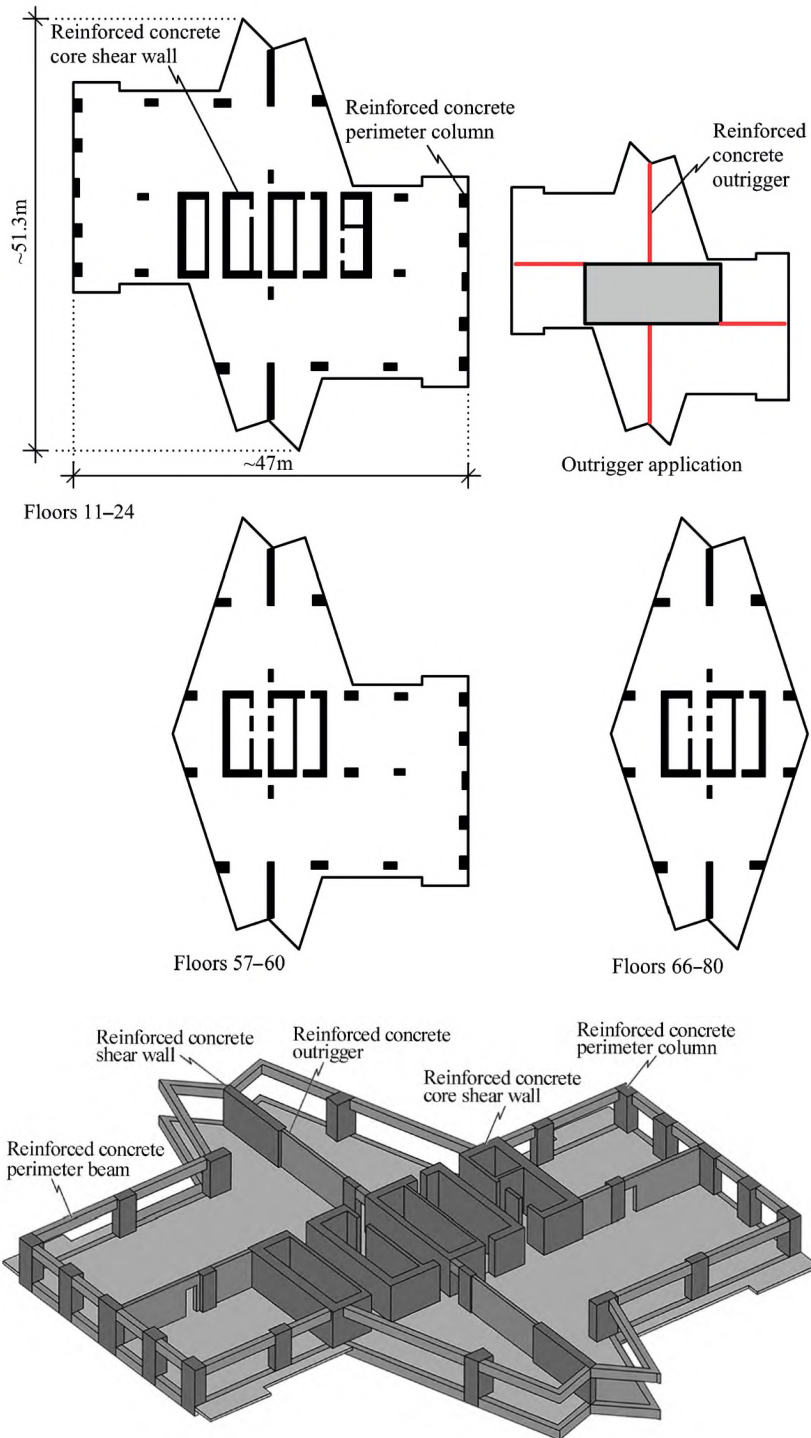 Reinforced concrete
core shear wall
Reinforced concrete
perimeter column
~51.3m
~47m
Floors 11–24
Reinforced
concrete
outrigger
Outrigger application
Floors 57–60
Floors 66–80
Reinforced concrete
shear wall
Reinforced concrete
outrigger
Reinforced concrete
perimeter column
Reinforced concrete
core shear wall
Reinforced concrete
perimeter beam